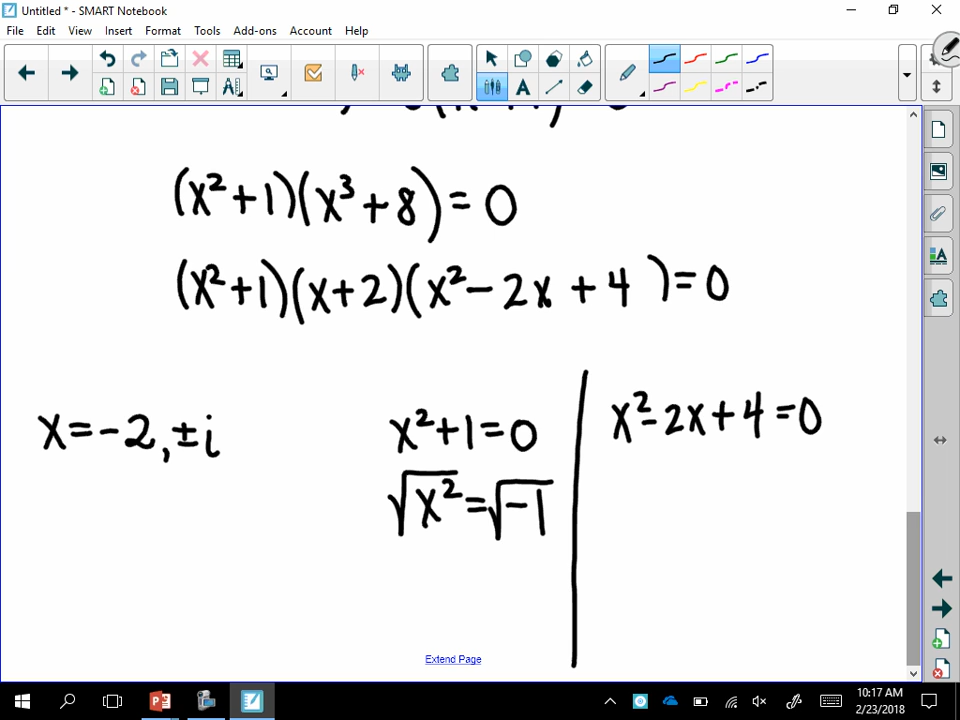 Untitled * - SMART Notebook
File Edit View Insert Format Tools Add-ons Account Help
(x²+1)(x³+8)=0
(x²+1)(x+2)(x²-2x+4)=0
x=-2,±i
x²+1=0
√x²=√-1
x²-2x+4=0
Extend Page
10:17 AM
2/23/2018